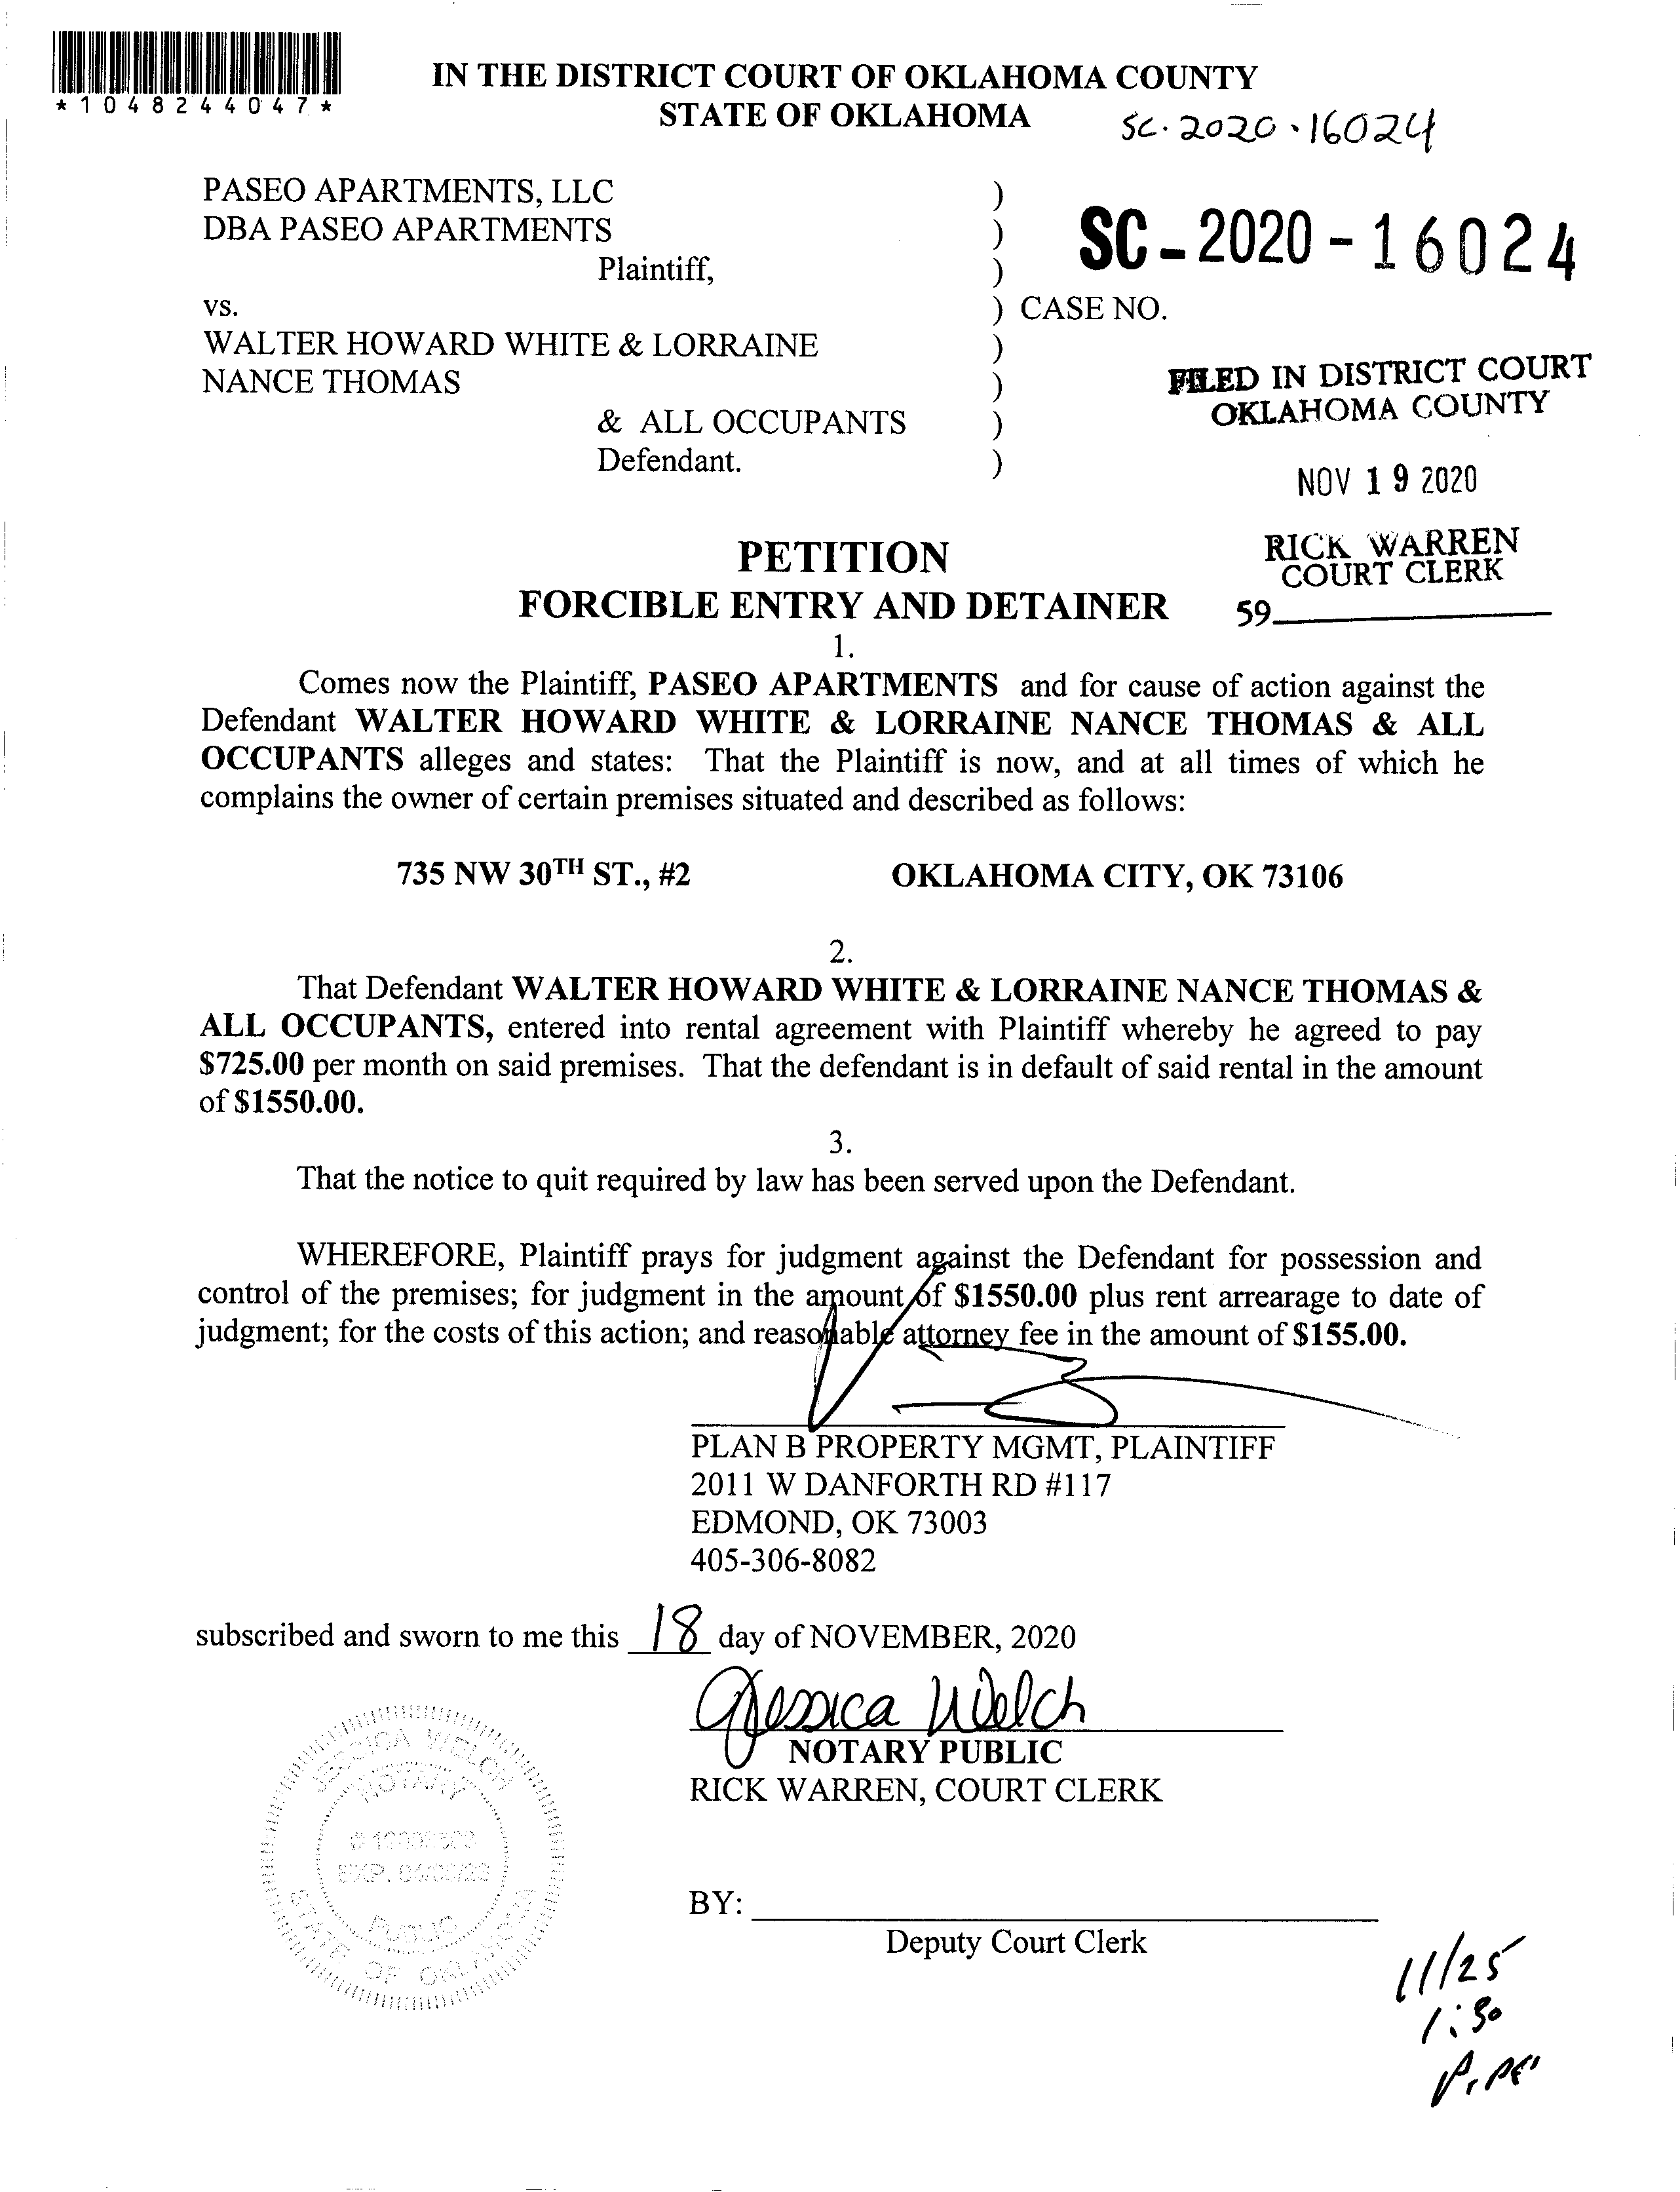 *1048244047*
IN THE DISTRICT COURT OF OKLAHOMA COUNTY
STATE OF OKLAHOMA
SC-2020-16024
PASEO APARTMENTS, LLC )
DBA PASEO APARTMENTS )
Plaintiff, )
SC-2020-16024
vs. ) CASE NO.
WALTER HOWARD WHITE & LORRAINE )
NANCE THOMAS )
& ALL OCCUPANTS )
Defendant. )
FILED IN DISTRICT COURT
OKLAHOMA COUNTY
NOV 19 2020
RICK WARREN
COURT CLERK
59
PETITION
FORCIBLE ENTRY AND DETAINER
1.
Comes now the Plaintiff, PASEO APARTMENTS and for cause of action against the
Defendant WALTER HOWARD WHITE & LORRAINE NANCE THOMAS & ALL
OCCUPANTS alleges and states: That the Plaintiff is now, and at all times of which he
complains the owner of certain premises situated and described as follows:
735 NW 30TH ST., #2 OKLAHOMA CITY, OK 73106
2.
That Defendant WALTER HOWARD WHITE & LORRAINE NANCE THOMAS &
ALL OCCUPANTS, entered into rental agreement with Plaintiff whereby he agreed to pay
$725.00 per month on said premises. That the defendant is in default of said rental in the amount
of $1550.00.
3.
That the notice to quit required by law has been served upon the Defendant.
WHEREFORE, Plaintiff prays for judgment against the Defendant for possession and
control of the premises; for judgment in the amount of $1550.00 plus rent arrearage to date of
judgment; for the costs of this action; and reasonable attorney fee in the amount of $155.00.
PLAN B PROPERTY MGMT, PLAINTIFF
2011 W DANFORTH RD #117
EDMOND, OK 73003
405-306-8082
subscribed and sworn to me this 18 day of NOVEMBER, 2020
Jessica Welch
NOTARY PUBLIC
RICK WARREN, COURT CLERK
JESSICA WELCH
NOTARY
EXP.
PUBLIC
STATE OF OKLAHOMA
BY:
Deputy Court Clerk
11/25
1:30